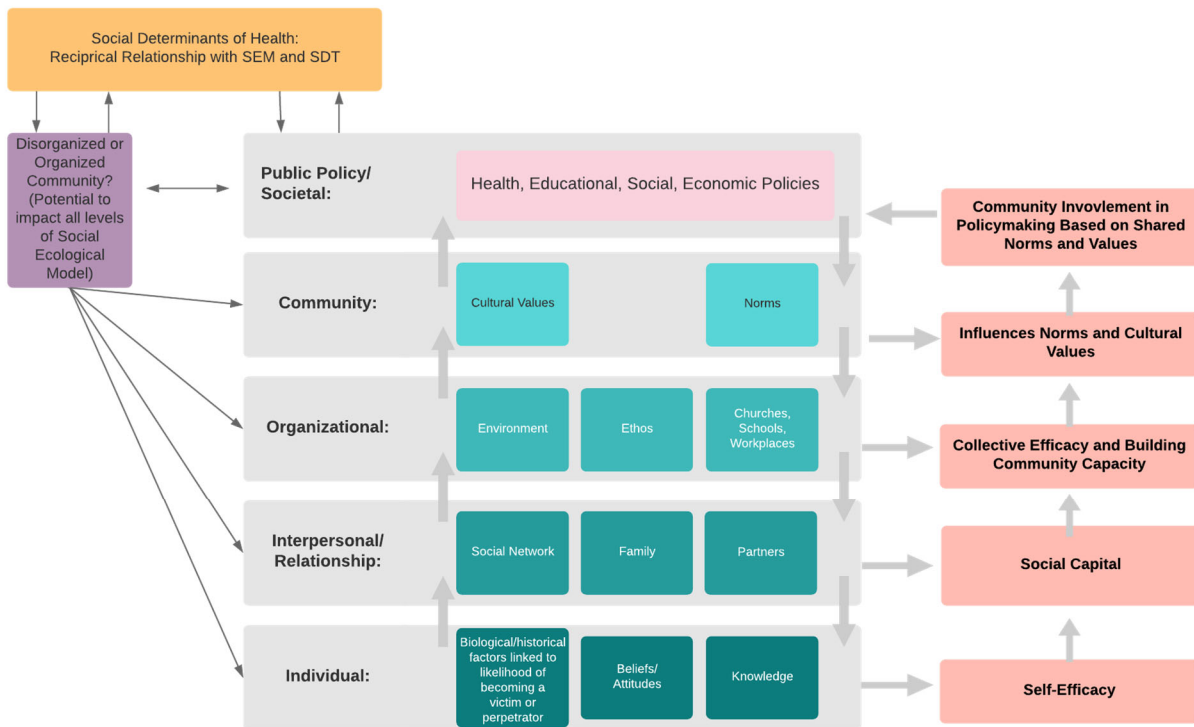 Social Determinants of Health:
Reciprical Relationship with SEM and SDT
Disorganized or
Organized
Community?
(Potential to
impact all levels
of Social
Ecological
Model)
Public Policy/
Societal:
Health, Educational, Social, Economic Policies
Community Invovlement in
Policymaking Based on Shared
Norms and Values
Community:
Cultural Values
Norms
Influences Norms and Cultural
Values
Organizational:
Environment
Ethos
Churches,
Schools,
Workplaces
Collective Efficacy and Building
Community Capacity
Interpersonal/
Relationship:
Social Network
Family
Partners
Social Capital
Individual:
Biological/historical
factors linked to
likelihood of
becoming a
victim or
perpetrator
Beliefs/
Attitudes
Knowledge
Self-Efficacy